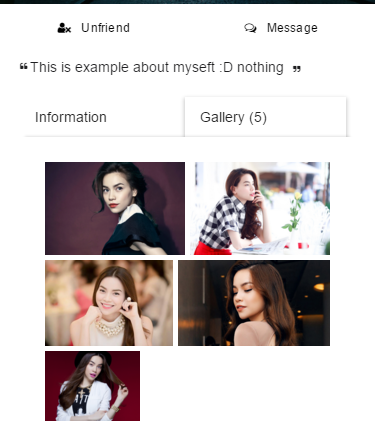 Unfriend Message
❝ This is example about myseft :D nothing ❞
Information Gallery (5)